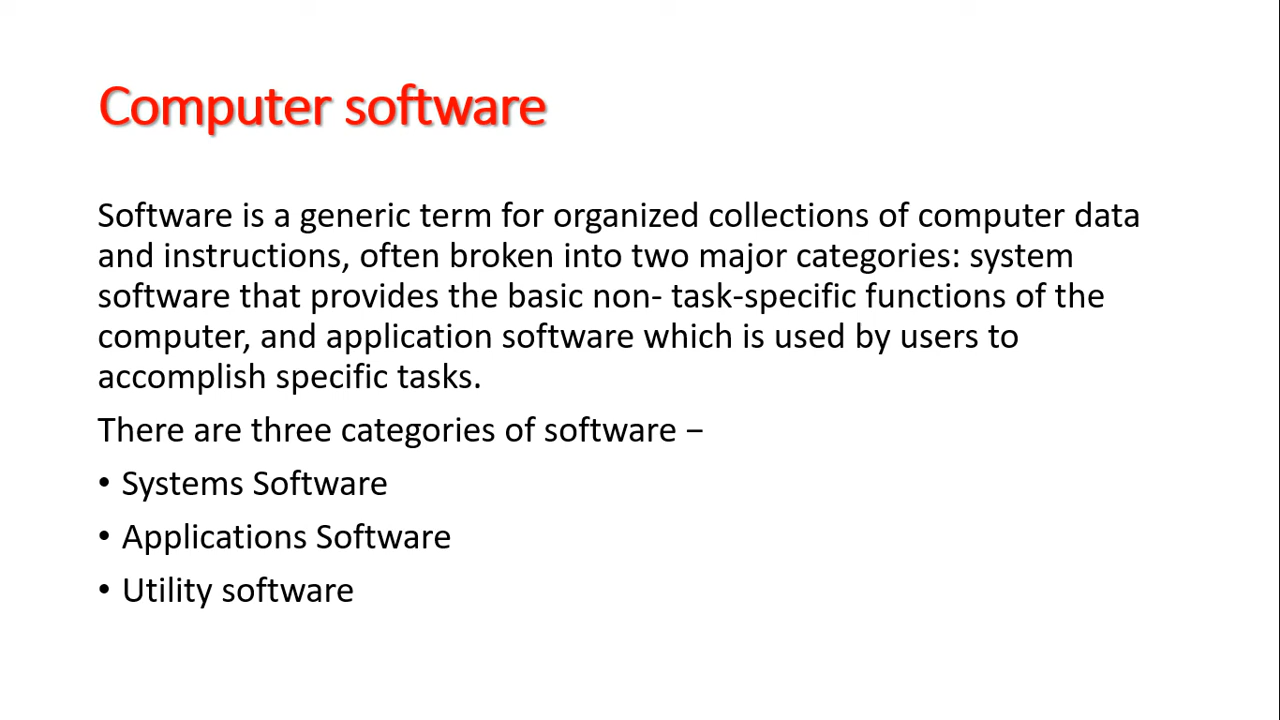 Computer software
Software is a generic term for organized collections of computer data
and instructions, often broken into two major categories: system
software that provides the basic non- task-specific functions of the
computer, and application software which is used by users to
accomplish specific tasks.
There are three categories of software −
• Systems Software
• Applications Software
• Utility software